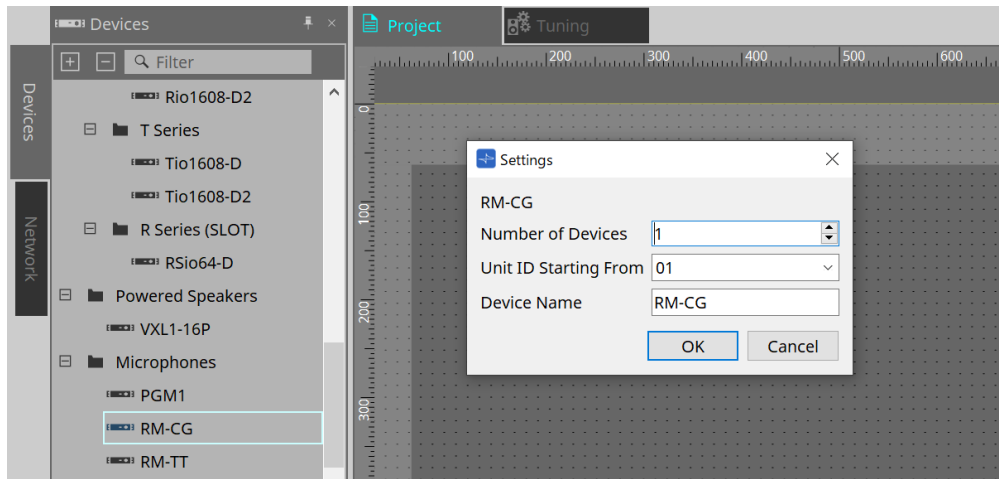 Devices
Project
Tuning
Filter
100
200
300
400
500
600
Devices
Network
Rio1608-D2
T Series
Tio1608-D
Tio1608-D2
R Series (SLOT)
RSio64-D
Powered Speakers
VXL1-16P
Microphones
PGM1
RM-CG
RM-TT
0
100
200
300
Settings
RM-CG
Number of Devices 1
Unit ID Starting From 01
Device Name RM-CG
OK Cancel